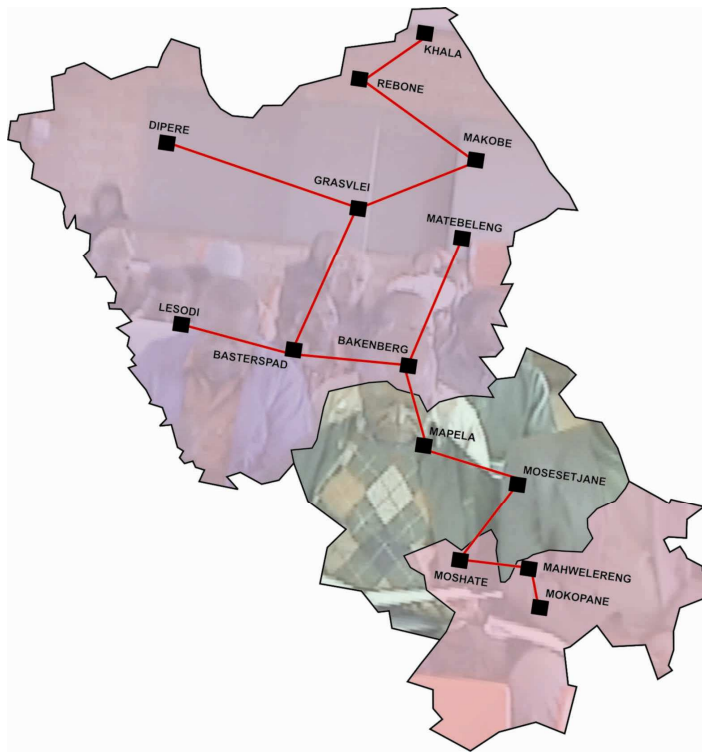 KHALA
REBONE
DIPERE
MAKOBE
GRASVLEI
MATEBELENG
LESODI
BAKENBERG
BASTERSPAD
MAPELA
MOSESETJANE
MOSHATE
MAHWELERENG
MOKOPANE